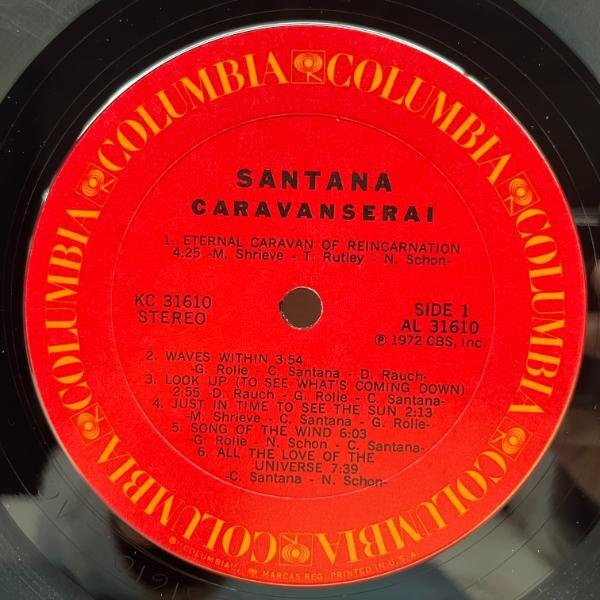 COLUMBIA COLUMBIA COLUMBIA COLUMBIA COLUMBIA COLUMBIA COLUMBIA
SANTANA
CARAVANSERAI
1. ETERNAL CARAVAN OF REINCARNATION
4:25 -M. Shrieve - T. Rutley - N. Schon-
KC 31610
STEREO
SIDE 1
AL 31610
℗ 1972 CBS, Inc.
2. WAVES WITHIN 3:54
-G. Rolie - C. Santana - D. Rauch-
3. LOOK UP (TO SEE WHAT'S COMING DOWN)
2:55 -D. Rauch - G. Rolie - C. Santana-
4. JUST IN TIME TO SEE THE SUN 2:13
-M. Shrieve - C. Santana - G. Rolie-
5. SONG OF THE WIND 6:03
-G. Rolie - N. Schon - C. Santana-
6. ALL THE LOVE OF THE
UNIVERSE 7:39
-C. Santana - N. Schon-
"COLUMBIA", MARCAS REG. PRINTED IN U.S.A.